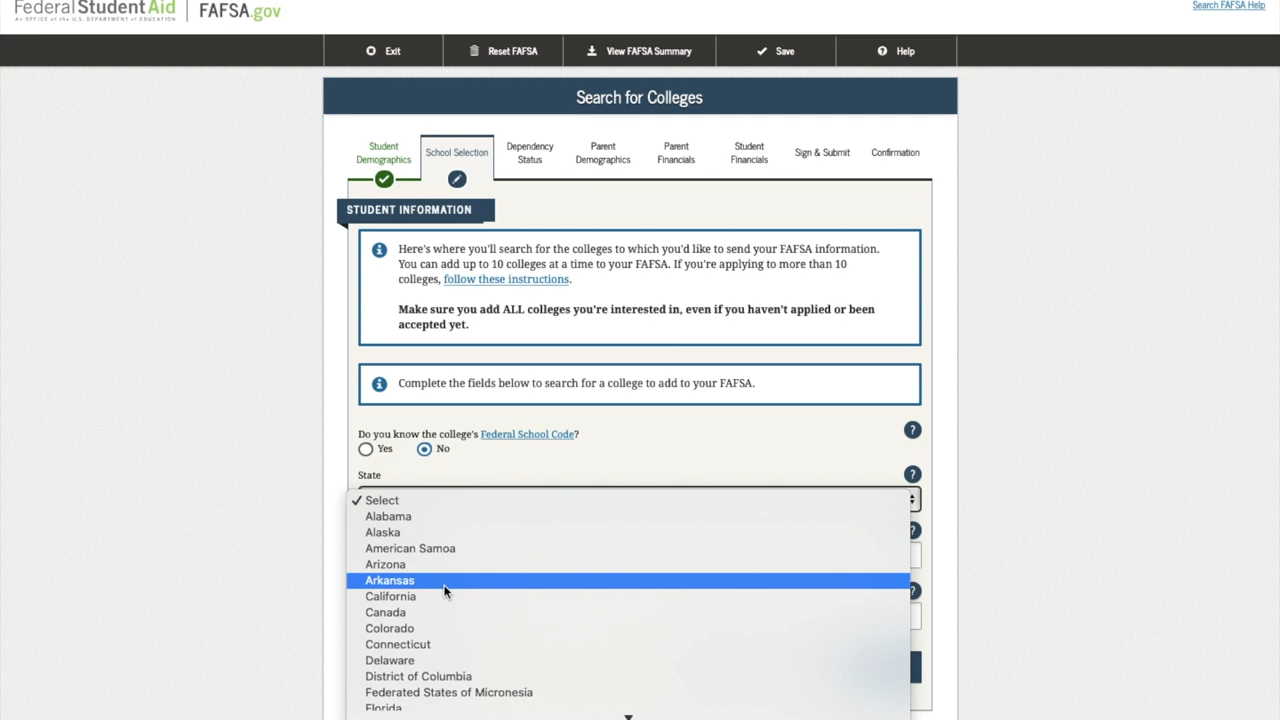 Federal Student Aid
An OFFICE of the U.S. DEPARTMENT of EDUCATION
FAFSA.gov
Search FAFSA Help
Exit
Reset FAFSA
View FAFSA Summary
Save
Help
Search for Colleges
Student Demographics
School Selection
Dependency Status
Parent Demographics
Parent Financials
Student Financials
Sign & Submit
Confirmation
STUDENT INFORMATION
Here's where you'll search for the colleges to which you'd like to send your FAFSA information.
You can add up to 10 colleges at a time to your FAFSA. If you're applying to more than 10
colleges, follow these instructions.
Make sure you add ALL colleges you're interested in, even if you haven't applied or been
accepted yet.
Complete the fields below to search for a college to add to your FAFSA.
Do you know the college's Federal School Code?
Yes
No
State
Select
Alabama
Alaska
American Samoa
Arizona
Arkansas
California
Canada
Colorado
Connecticut
Delaware
District of Columbia
Federated States of Micronesia
Florida